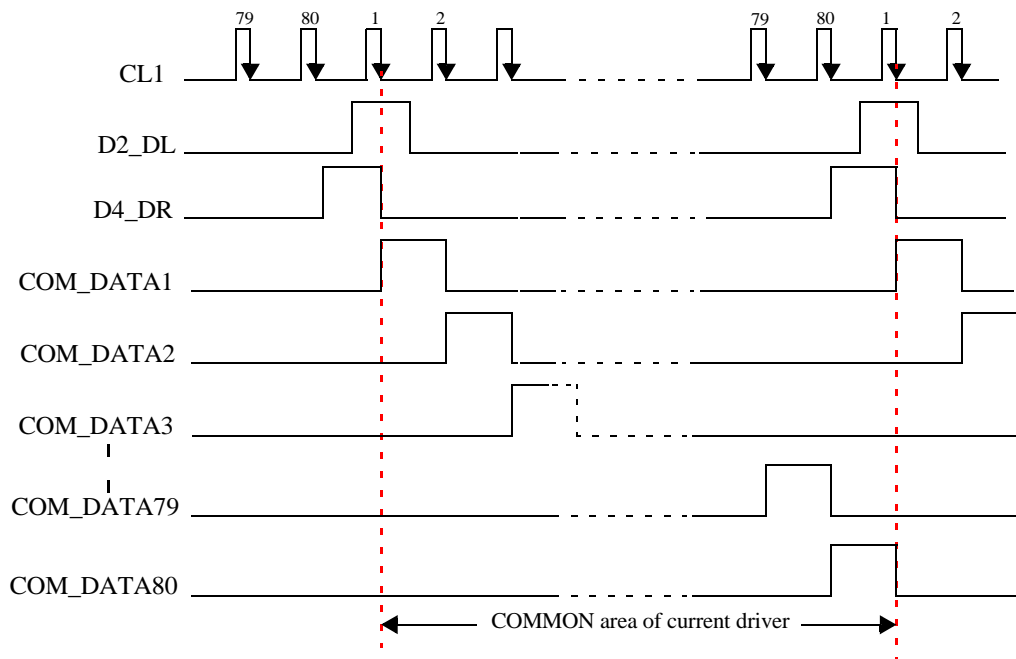 79 80 1 2 79 80 1 2
CL1
D2_DL
D4_DR
COM_DATA1
COM_DATA2
COM_DATA3
COM_DATA79
COM_DATA80
COMMON area of current driver